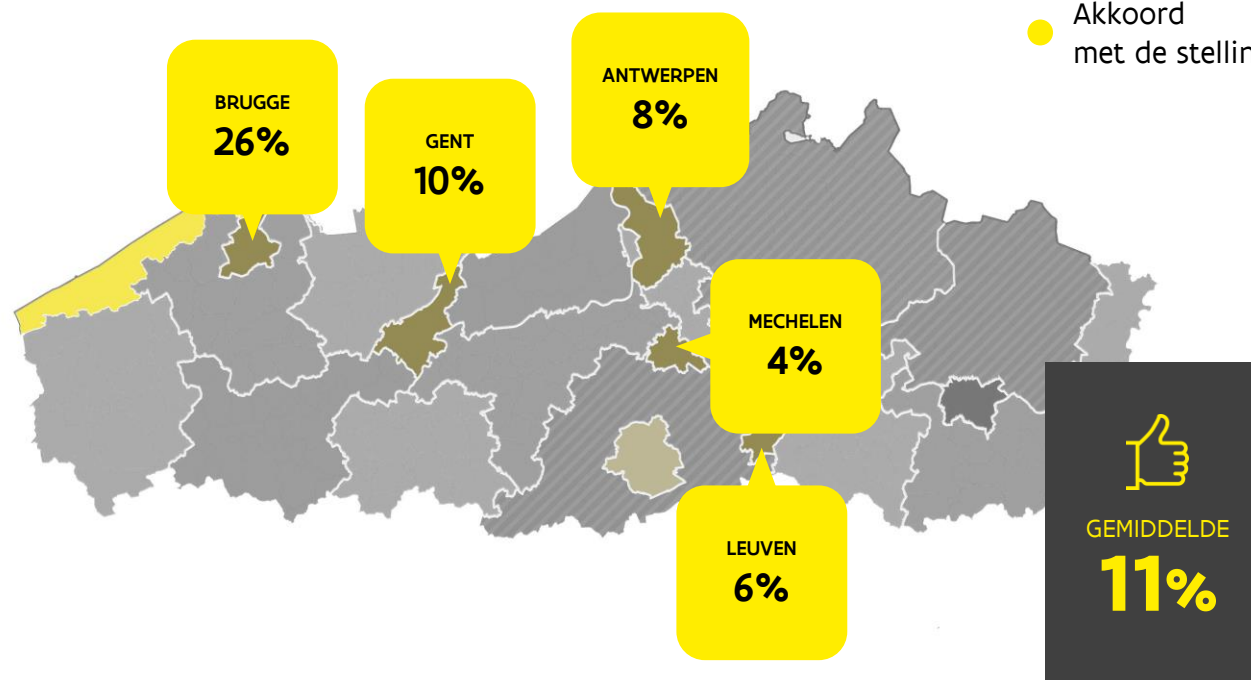 Akkoord
met de stellin
BRUGGE
26%
GENT
10%
ANTWERPEN
8%
MECHELEN
4%
LEUVEN
6%
GEMIDDELDE
11%